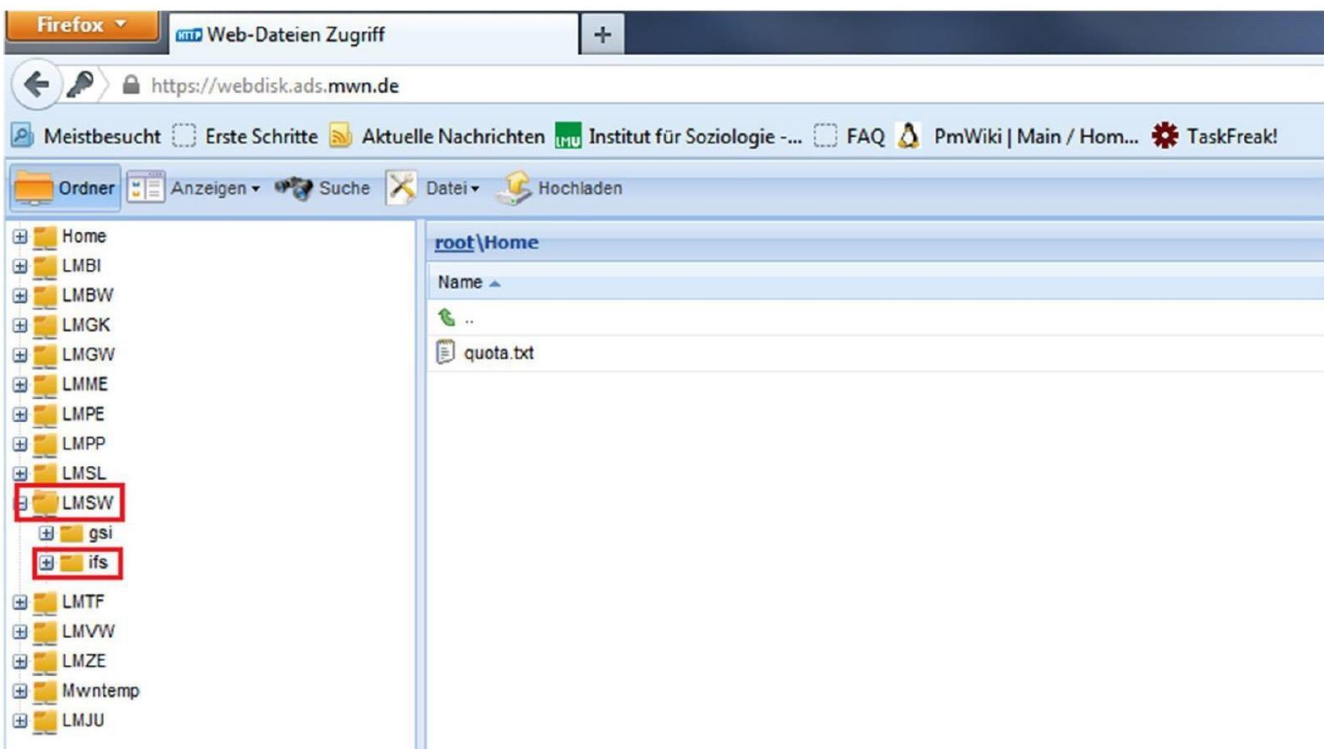 Firefox
HTTP Web-Dateien Zugriff
https://webdisk.ads.mwn.de
Meistbesucht Erste Schritte Aktuelle Nachrichten LMU Institut für Soziologie -... FAQ PmWiki | Main / Hom... TaskFreak!
Ordner Anzeigen Suche Datei Hochladen
Home
LMBI
LMBW
LMGK
LMGW
LMME
LMPE
LMPP
LMSL
LMSW
gsi
ifs
LMTF
LMVW
LMZE
Mwntemp
LMJU
root\Home
Name
..
quota.txt